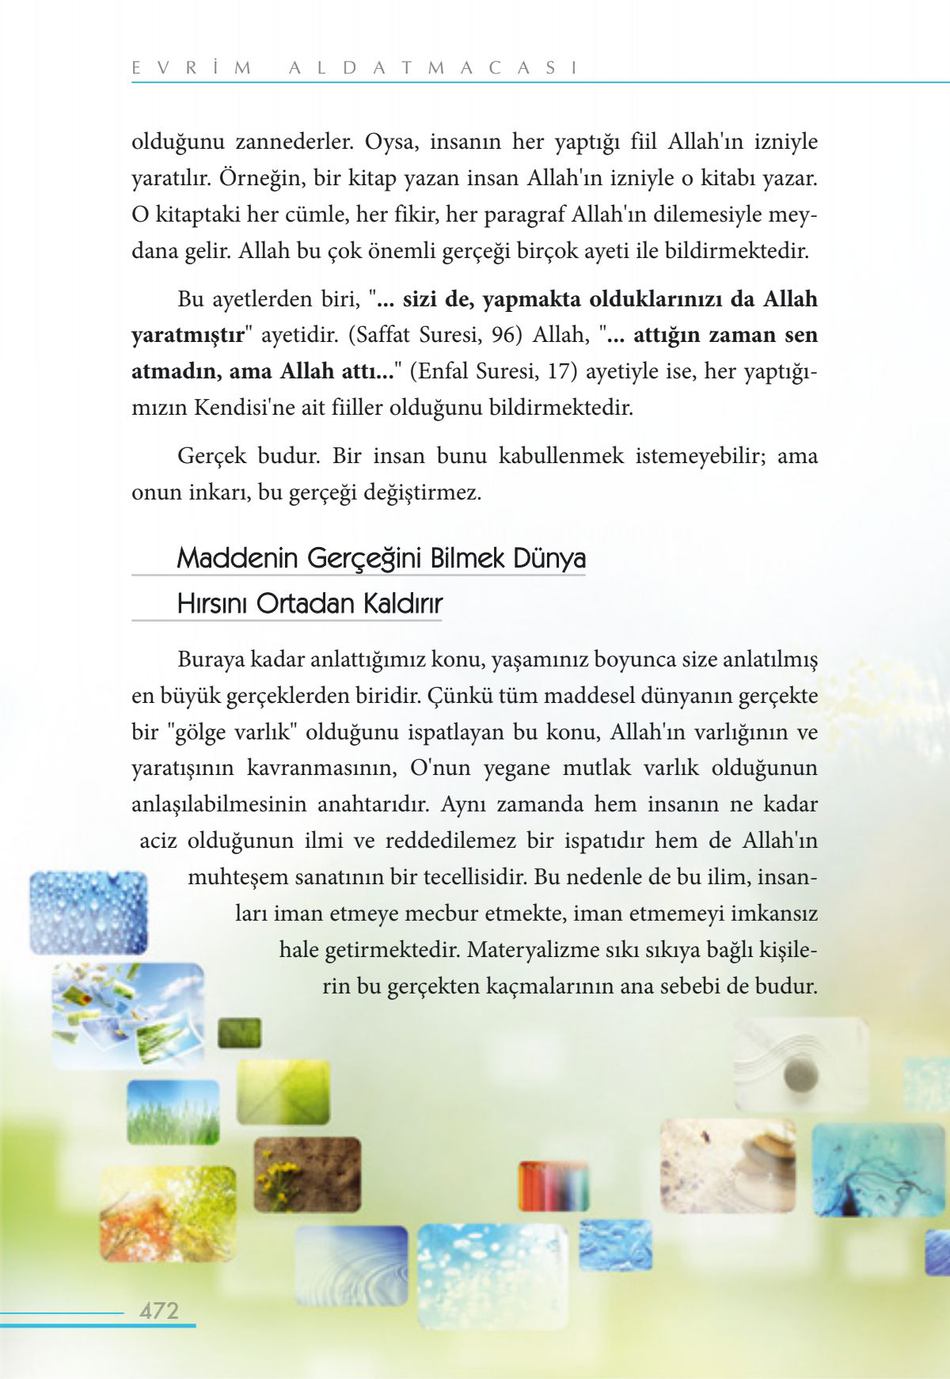 EVRİM ALDATMACASI
olduğunu zannederler. Oysa, insanın her yaptığı fiil Allah'ın izniyle
yaratılır. Örneğin, bir kitap yazan insan Allah'ın izniyle o kitabı yazar.
O kitaptaki her cümle, her fikir, her paragraf Allah'ın dilemesiyle mey-
dana gelir. Allah bu çok önemli gerçeği birçok ayeti ile bildirmektedir.
Bu ayetlerden biri, "... sizi de, yapmakta olduklarınızı da Allah
yaratmıştır" ayetidir. (Saffat Suresi, 96) Allah, "... attığın zaman sen
atmadın, ama Allah attı..." (Enfal Suresi, 17) ayetiyle ise, her yaptığı-
mızın Kendisi'ne ait fiiller olduğunu bildirmektedir.
Gerçek budur. Bir insan bunu kabullenmek istemeyebilir; ama
onun inkarı, bu gerçeği değiştirmez.
Maddenin Gerçeğini Bilmek Dünya
Hırsını Ortadan Kaldırır
Buraya kadar anlattığımız konu, yaşamınız boyunca size anlatılmış
en büyük gerçeklerden biridir. Çünkü tüm maddesel dünyanın gerçekte
bir "gölge varlık" olduğunu ispatlayan bu konu, Allah'ın varlığının ve
yaratışının kavranmasının, O'nun yegane mutlak varlık olduğunun
anlaşılabilmesinin anahtarıdır. Aynı zamanda hem insanın ne kadar
aciz olduğunun ilmi ve reddedilemez bir ispatıdır hem de Allah'ın
muhteşem sanatının bir tecellisidir. Bu nedenle de bu ilim, insan-
ları iman etmeye mecbur etmekte, iman etmemeyi imkansız
hale getirmektedir. Materyalizme sıkı sıkıya bağlı kişile-
rin bu gerçekten kaçmalarının ana sebebi de budur.
472